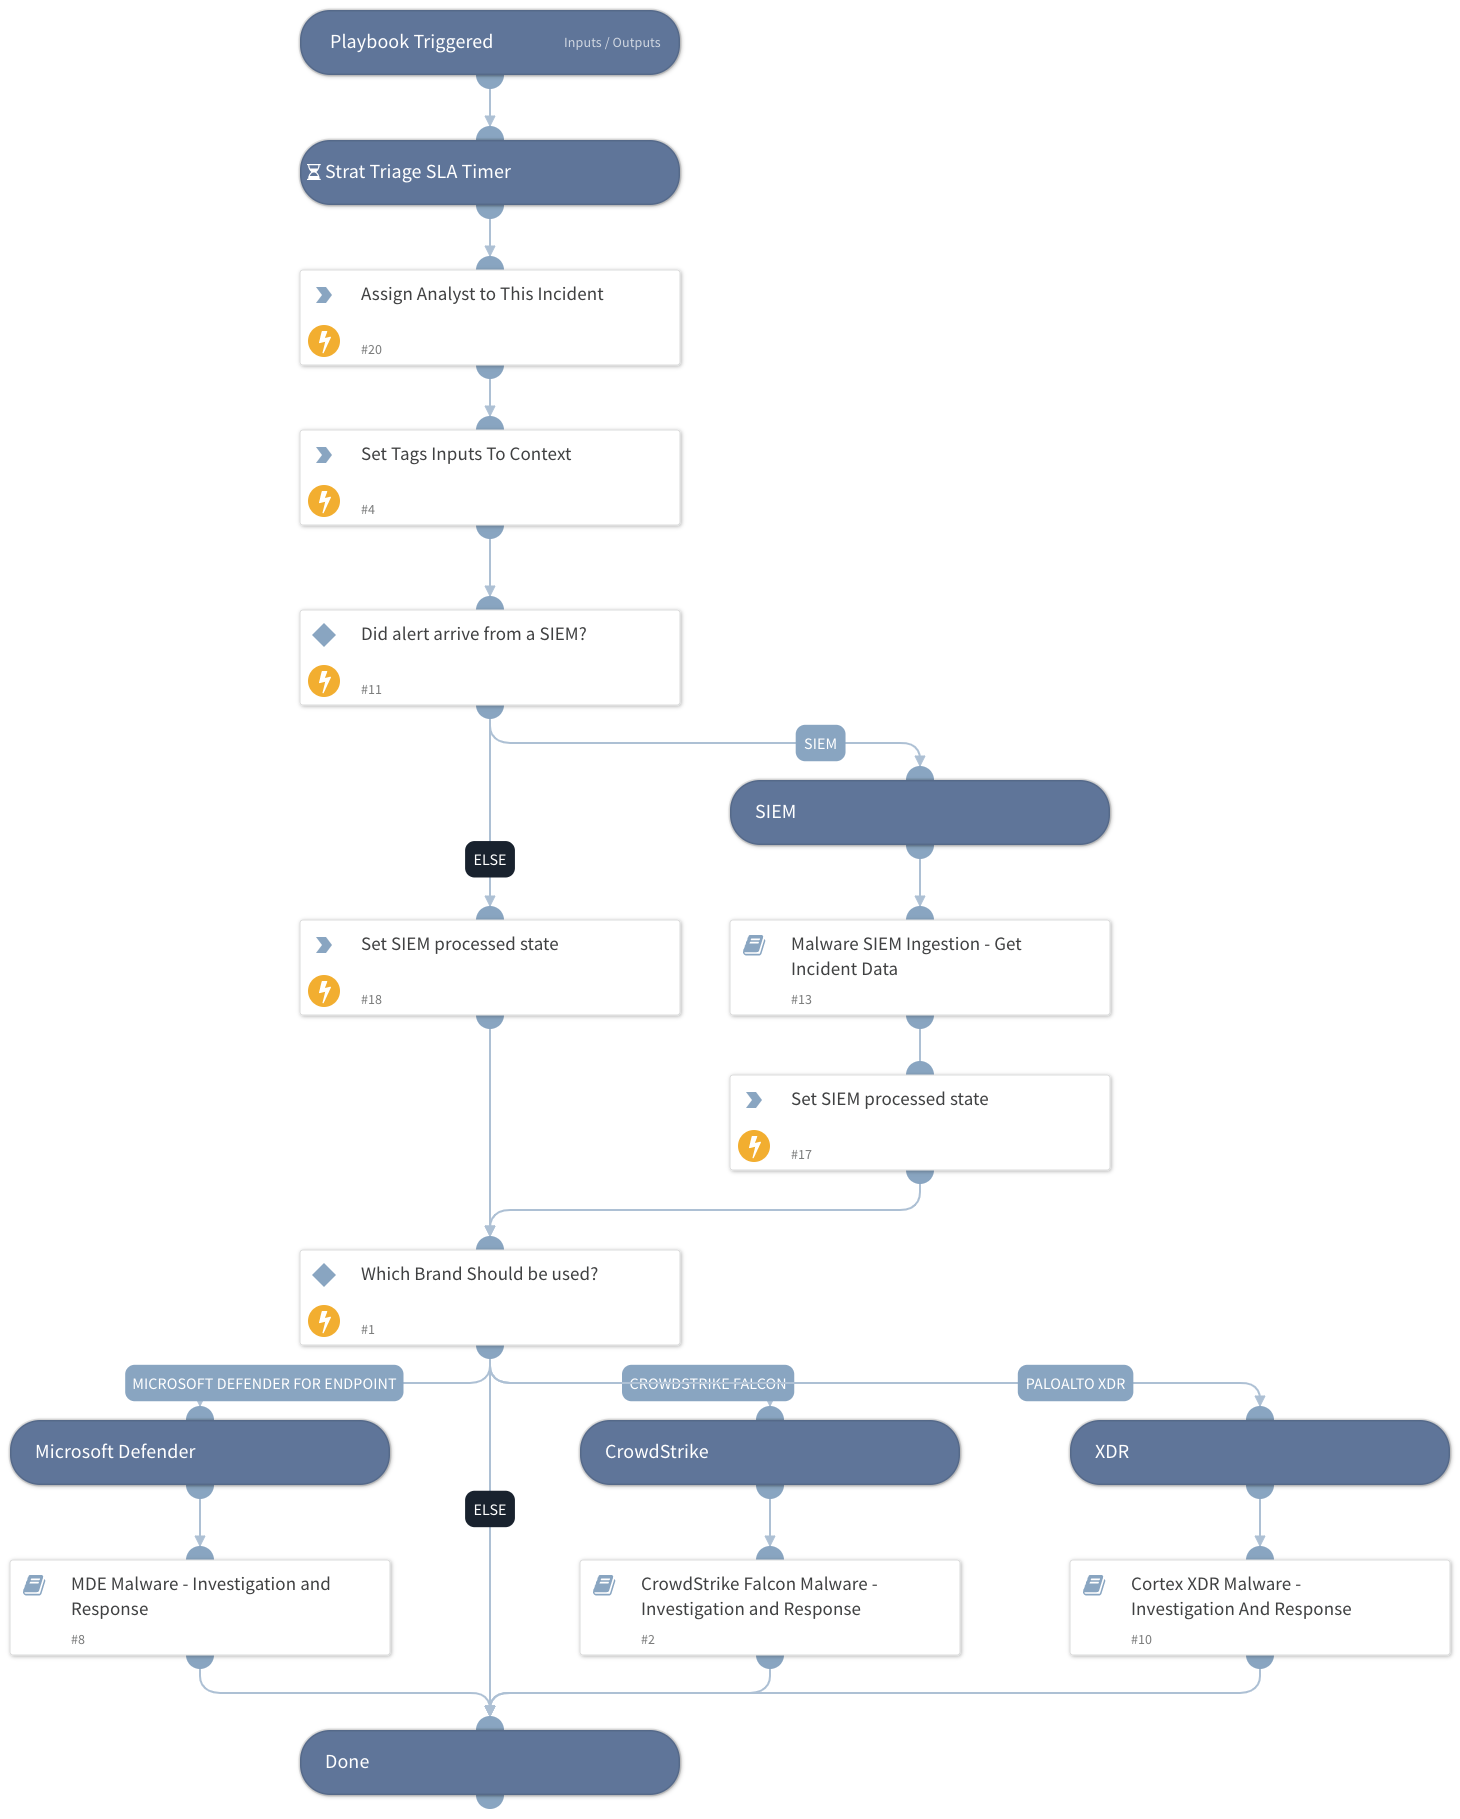 Playbook Triggered
Inputs / Outputs
Strat Triage SLA Timer
Assign Analyst to This Incident
#20
Set Tags Inputs To Context
#4
Did alert arrive from a SIEM?
#11
SIEM
SIEM
ELSE
Set SIEM processed state
#18
Malware SIEM Ingestion - Get
Incident Data
#13
Set SIEM processed state
#17
Which Brand Should be used?
#1
MICROSOFT DEFENDER FOR ENDPOINT
CROWDSTRIKE FALCON
PALOALTO XDR
Microsoft Defender
CrowdStrike
XDR
ELSE
MDE Malware - Investigation and
Response
#8
CrowdStrike Falcon Malware -
Investigation and Response
#2
Cortex XDR Malware -
Investigation And Response
#10
Done